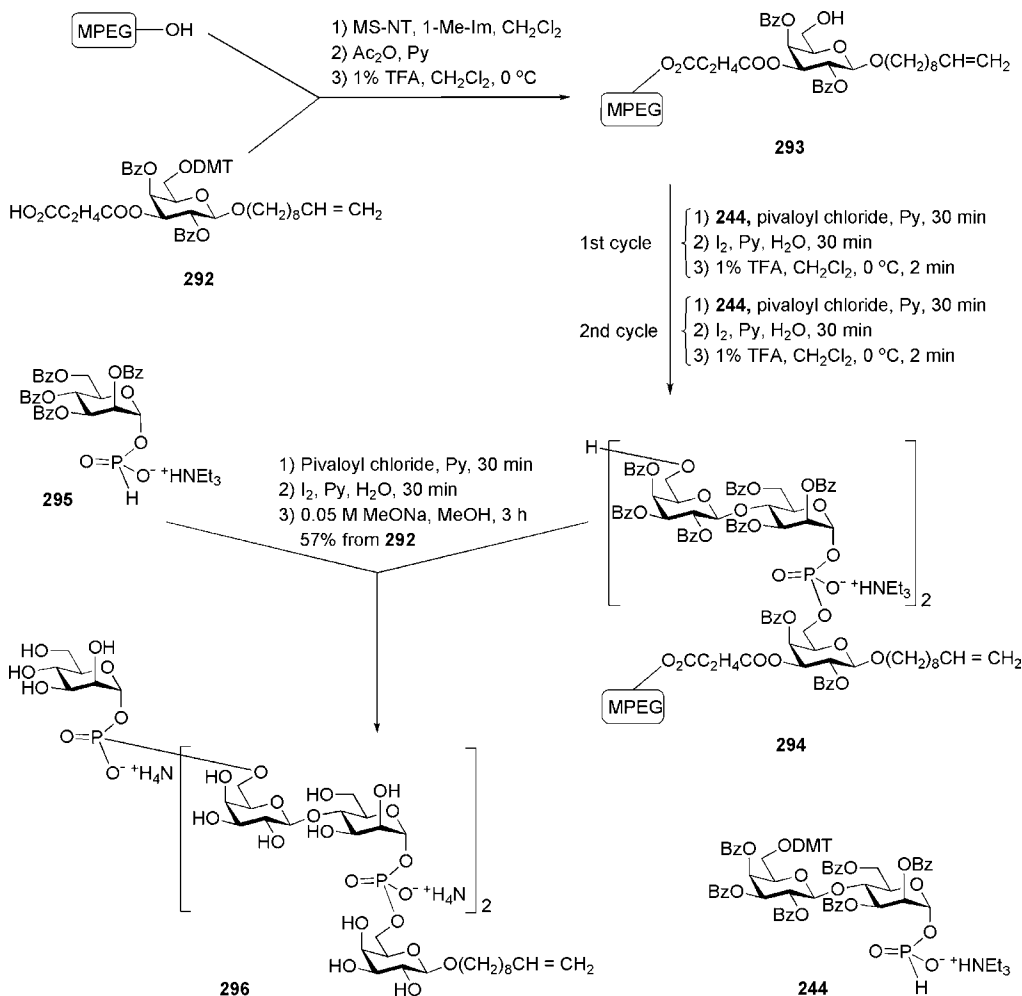 MPEG—OH
1) MS-NT, 1-Me-Im, CH₂Cl₂
2) Ac₂O, Py
3) 1% TFA, CH₂Cl₂, 0 ºC
BzO OH
O₂CC₂H₄COO
O
O(CH₂)₈CH=CH₂
BzO
MPEG
293
BzO ODMT
HO₂CC₂H₄COO
O
O(CH₂)₈CH=CH₂
BzO
292
1st cycle
1) 244, pivaloyl chloride, Py, 30 min
2) I₂, Py, H₂O, 30 min
3) 1% TFA, CH₂Cl₂, 0 ºC, 2 min
2nd cycle
1) 244, pivaloyl chloride, Py, 30 min
2) I₂, Py, H₂O, 30 min
3) 1% TFA, CH₂Cl₂, 0 ºC, 2 min
BzO OBz
BzO O
BzO
O
O=P
O⁻ ⁺HNEt₃
H
295
1) Pivaloyl chloride, Py, 30 min
2) I₂, Py, H₂O, 30 min
3) 0.05 M MeONa, MeOH, 3 h
57% from 292
H
O
BzO
BzO OBz
O O
BzO O BzO
OBz
O
O=P
O⁻ ⁺HNEt₃
2
O
BzO
O
O₂CC₂H₄COO
O(CH₂)₈CH=CH₂
BzO
MPEG
294
HO OH
HO O
HO
O
O=P
O⁻ ⁺H₄N
O
HO
HO OH
O O
HO O HO
HO
O
O=P
O⁻ ⁺H₄N
2
HO O
O
HO O(CH₂)₈CH=CH₂
HO
296
BzO ODMT
BzO OBz
O O
BzO O BzO
OBz
O
O=P
O⁻ ⁺HNEt₃
H
244